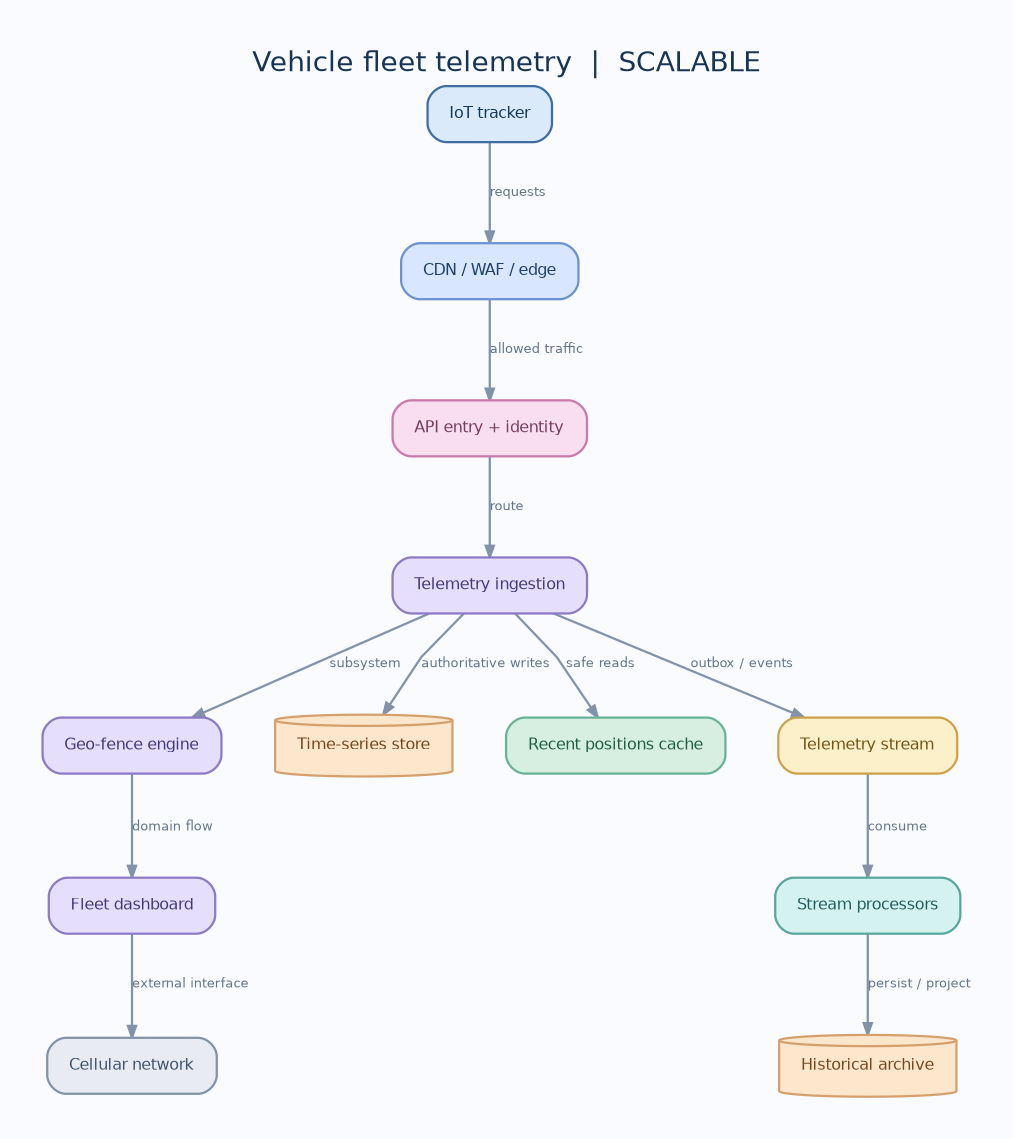 Vehicle fleet telemetry | SCALABLE
IoT tracker
requests
CDN / WAF / edge
allowed traffic
API entry + identity
route
Telemetry ingestion
subsystem
authoritative writes
safe reads
outbox / events
Geo-fence engine
Time-series store
Recent positions cache
Telemetry stream
domain flow
consume
Fleet dashboard
Stream processors
external interface
persist / project
Cellular network
Historical archive